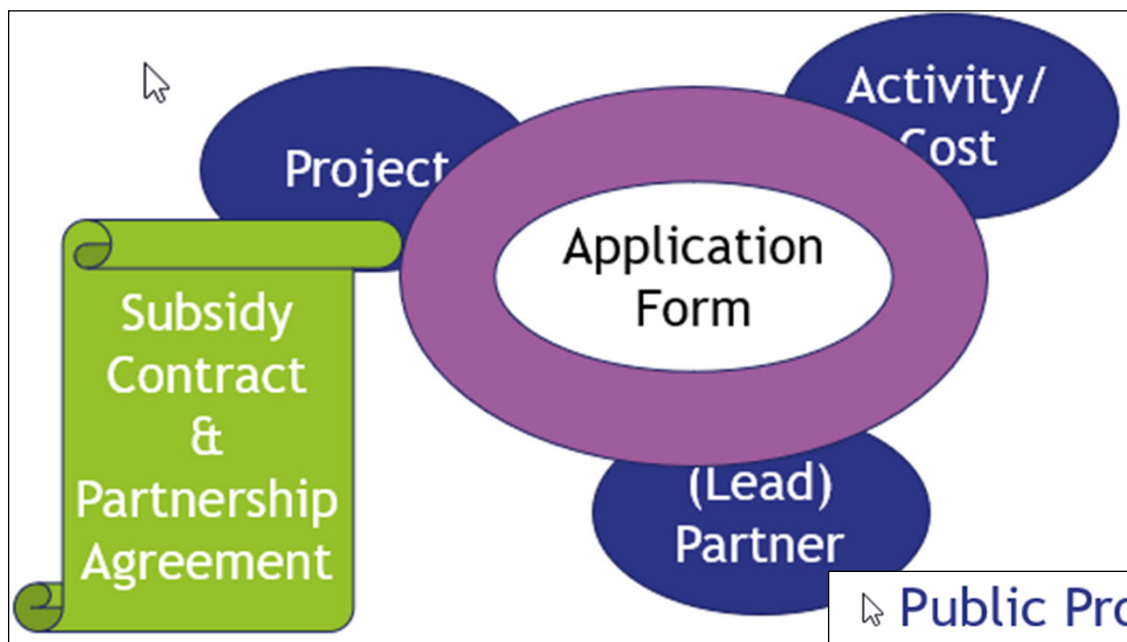 Project
Activity/
Cost
Application
Form
Subsidy
Contract
&
Partnership
Agreement
(Lead)
Partner
Public Pro